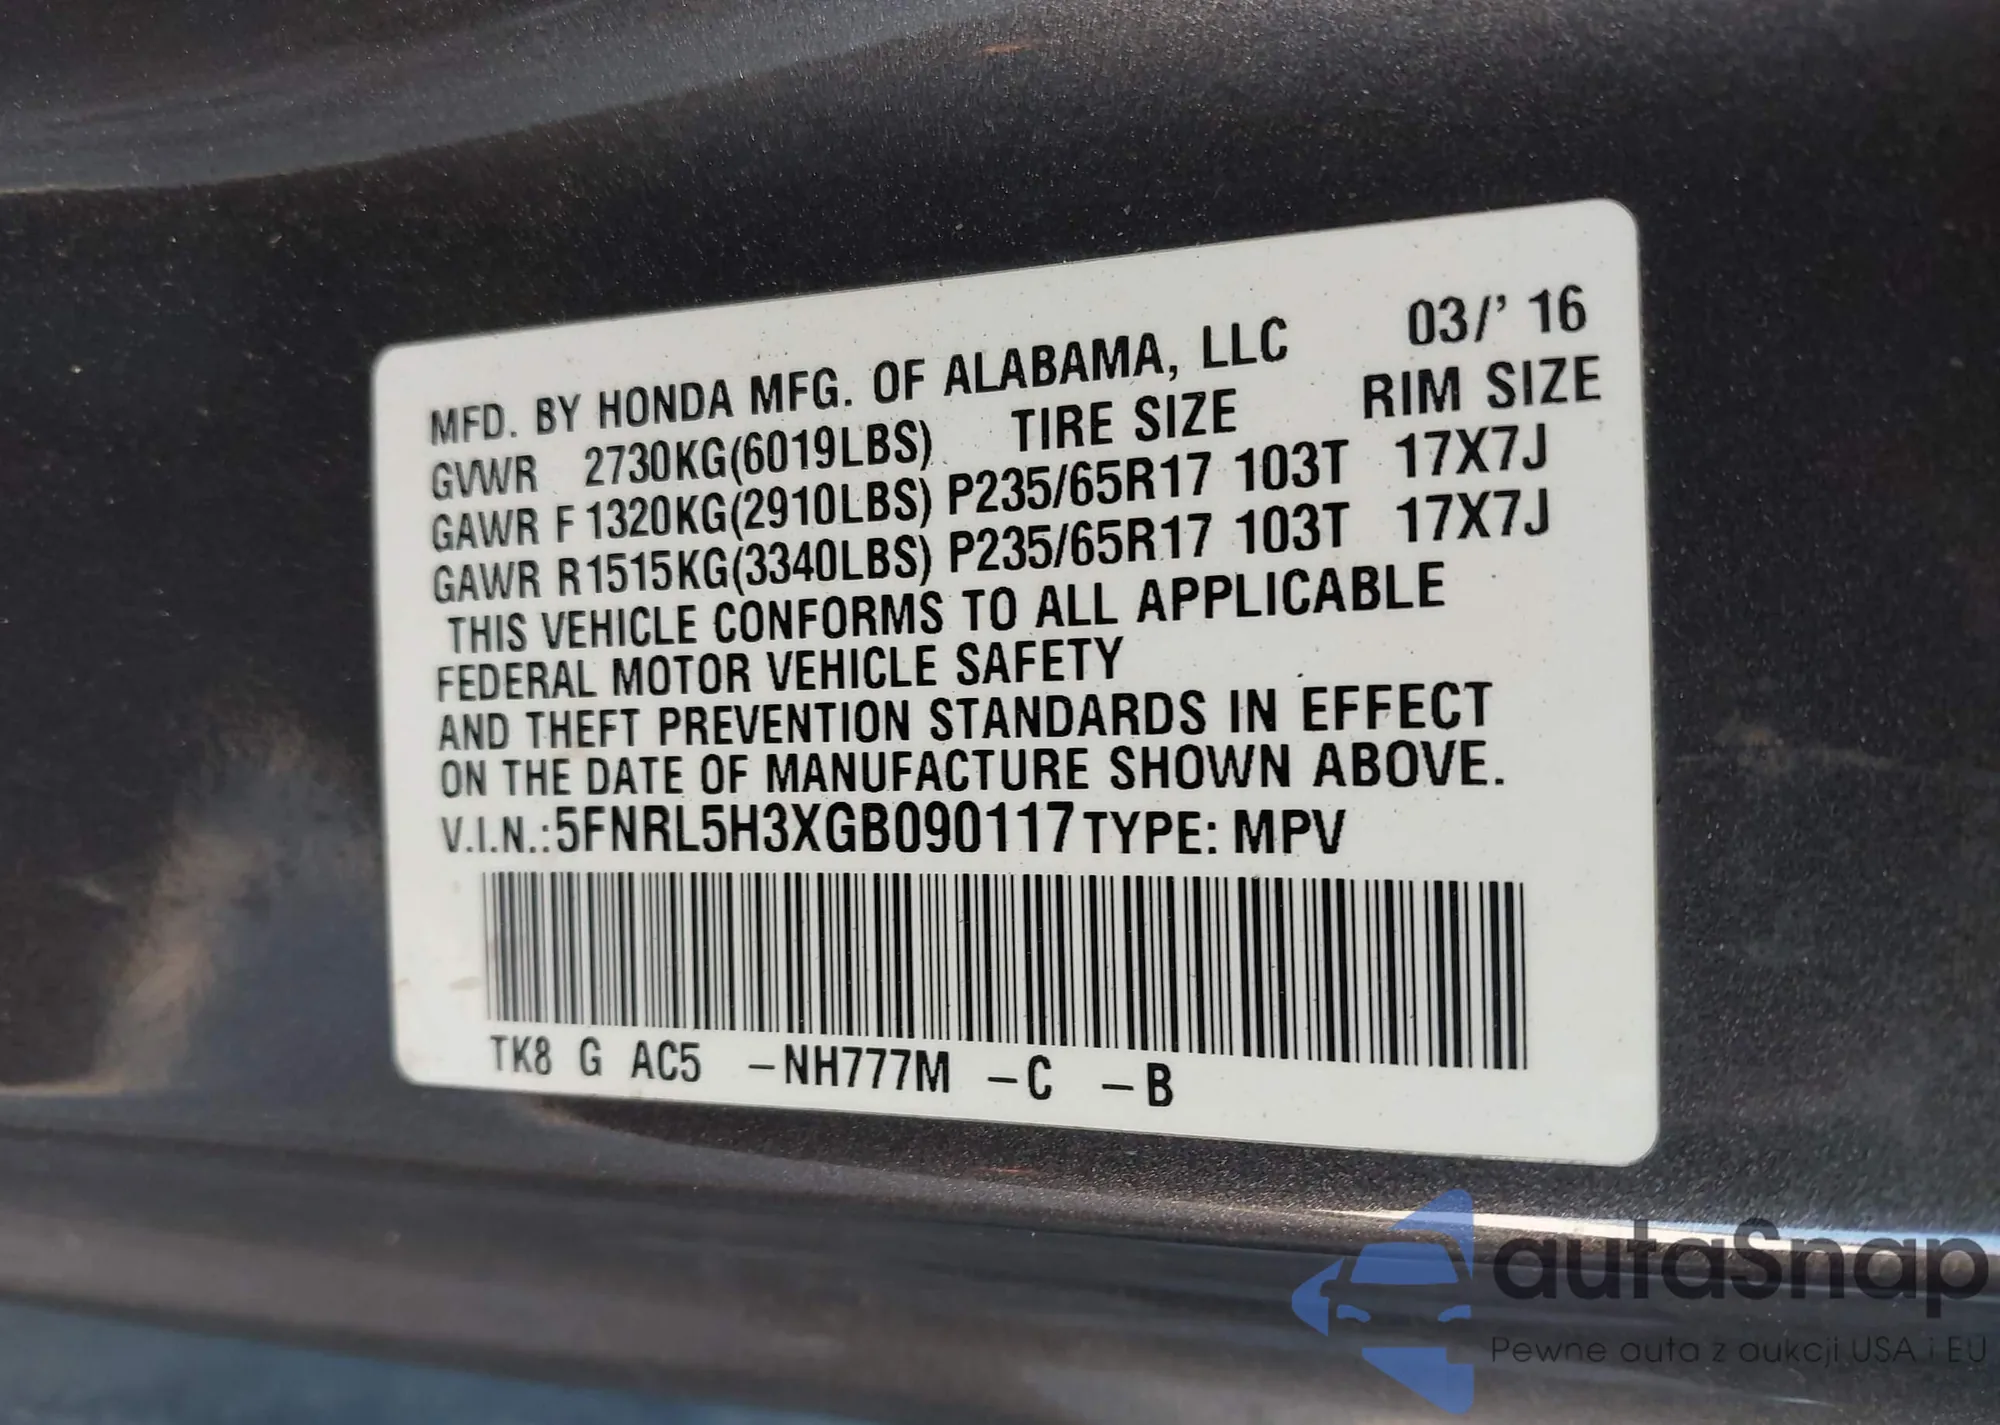 MFD. BY HONDA MFG. OF ALABAMA, LLC 03/' 16
GVWR 2730KG(6019LBS) TIRE SIZE RIM SIZE
GAWR F 1320KG(2910LBS) P235/65R17 103T 17X7J
GAWR R 1515KG(3340LBS) P235/65R17 103T 17X7J
THIS VEHICLE CONFORMS TO ALL APPLICABLE
FEDERAL MOTOR VEHICLE SAFETY
AND THEFT PREVENTION STANDARDS IN EFFECT
ON THE DATE OF MANUFACTURE SHOWN ABOVE.
V.I.N.:5FNRL5H3XGB090117 TYPE: MPV
TK8 G AC5 –NH777M –C –B
autaSnap
Pewne auta z aukcji USA i EU